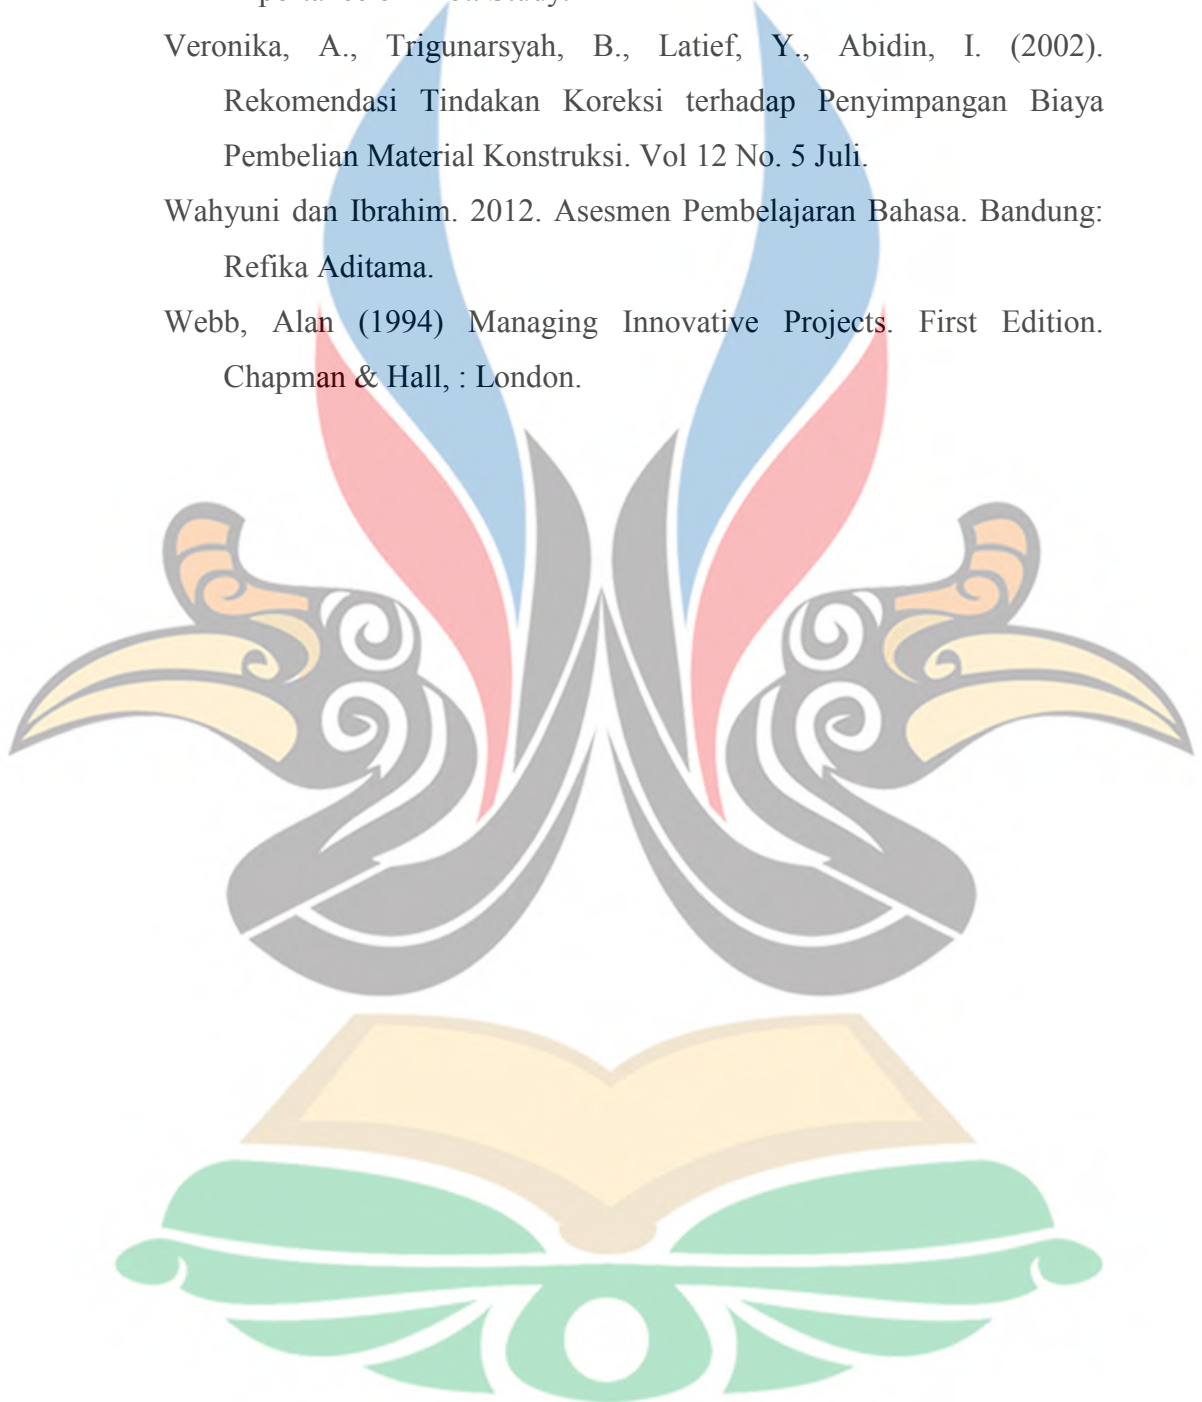 Veronika, A., Trigunarsyah, B., Latief, Y., Abidin, I. (2002).
Rekomendasi Tindakan Koreksi terhadap Penyimpangan Biaya
Pembelian Material Konstruksi. Vol 12 No. 5 Juli.
Wahyuni dan Ibrahim. 2012. Asesmen Pembelajaran Bahasa. Bandung:
Refika Aditama.
Webb, Alan (1994) Managing Innovative Projects. First Edition.
Chapman & Hall, : London.